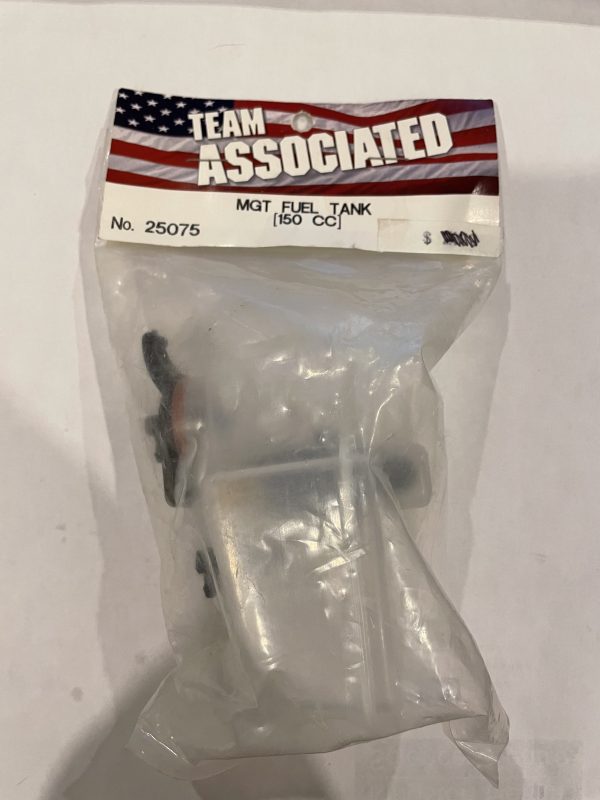 TEAM
ASSOCIATED
MGT FUEL TANK
No. 25075 [150 CC]
$